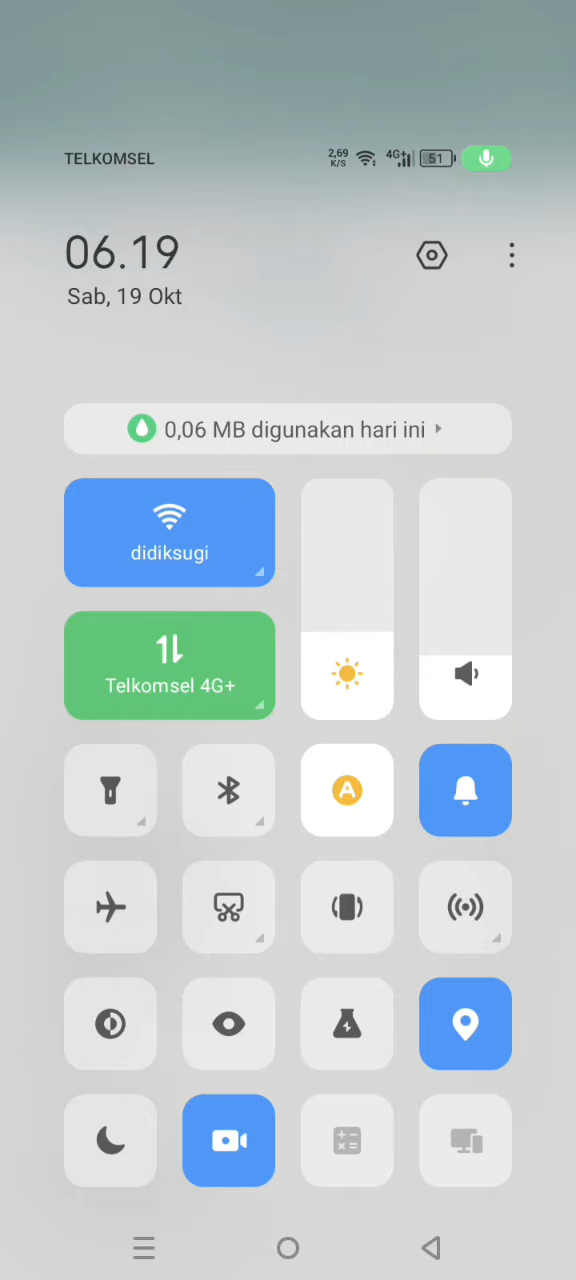 TELKOMSEL
2,69
K/S
4G+
51
06.19
Sab, 19 Okt
0,06 MB digunakan hari ini
didiksugi
Telkomsel 4G+
A